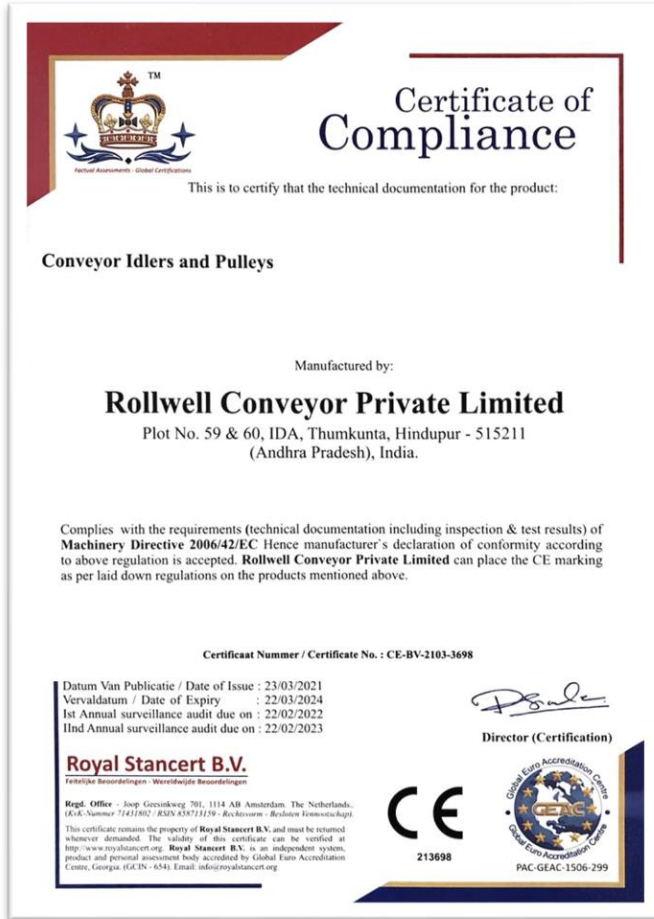 TM
Factual Assessments - Global Certifications
Certificate of
Compliance
This is to certify that the technical documentation for the product:
Conveyor Idlers and Pulleys
Manufactured by:
Rollwell Conveyor Private Limited
Plot No. 59 & 60, IDA, Thumkunta, Hindupur - 515211
(Andhra Pradesh), India.
Complies with the requirements (technical documentation including inspection & test results) of
Machinery Directive 2006/42/EC Hence manufacturer`s declaration of conformity according
to above regulation is accepted. Rollwell Conveyor Private Limited can place the CE marking
as per laid down regulations on the products mentioned above.
Certificaat Nummer / Certificate No. : CE-BV-2103-3698
Datum Van Publicatie / Date of Issue : 23/03/2021
Vervaldatum / Date of Expiry : 22/03/2024
Ist Annual surveillance audit due on : 22/02/2022
IInd Annual surveillance audit due on : 22/02/2023
Director (Certification)
Royal Stancert B.V.
Feitelijke Beoordelingen - Wereldwijde Beoordelingen
Regd. Office - Joop Geesinkweg 701, 1114 AB Amsterdam. The Netherlands.
(KvK-Nummer 71431802 / RSIN 858713159 - Rechtsvorm - Besloten Vennootschap).
This certificate remains the property of Royal Stancert B.V. and must be returned
whenever demanded. The validity of this certificate can be verified at
http://www.royalstancert.org. Royal Stancert B.V. is an independent system,
product and personal assessment body accredited by Global Euro Accreditation
Centre, Georgia. (GCIN - 654). Email: info@royalstancert.org
CE
213698
Global Euro Accreditation Centre
GEAC
Global Euro Accreditation Centre
PAC-GEAC-1506-299